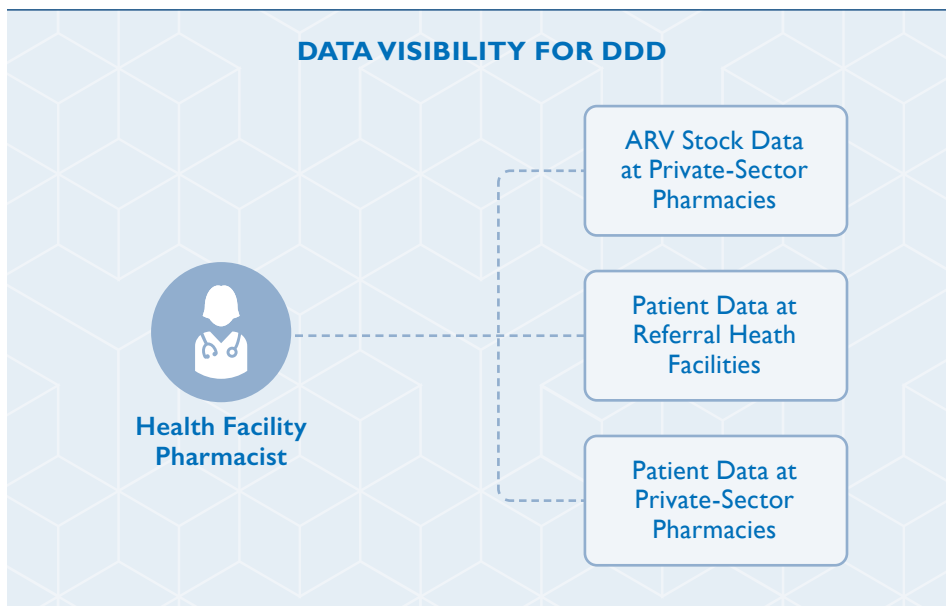 DATA VISIBILITY FOR DDD
ARV Stock Data
at Private-Sector
Pharmacies
Patient Data at
Referral Heath
Facilities
Health Facility
Pharmacist
Patient Data at
Private-Sector
Pharmacies